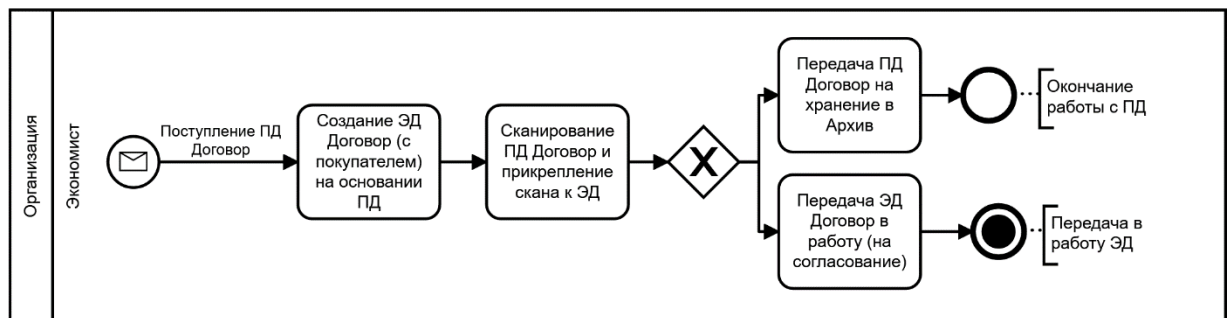 Организация
Экономист
Поступление ПД
Договор
Создание ЭД
Договор (с
покупателем)
на основании
ПД
Сканирование
ПД Договор и
прикрепление
скана к ЭД
X
Передача ПД
Договор на
хранение в
Архив
Окончание
работы с ПД
Передача ЭД
Договор в
работу (на
согласование)
Передача в
работу ЭД